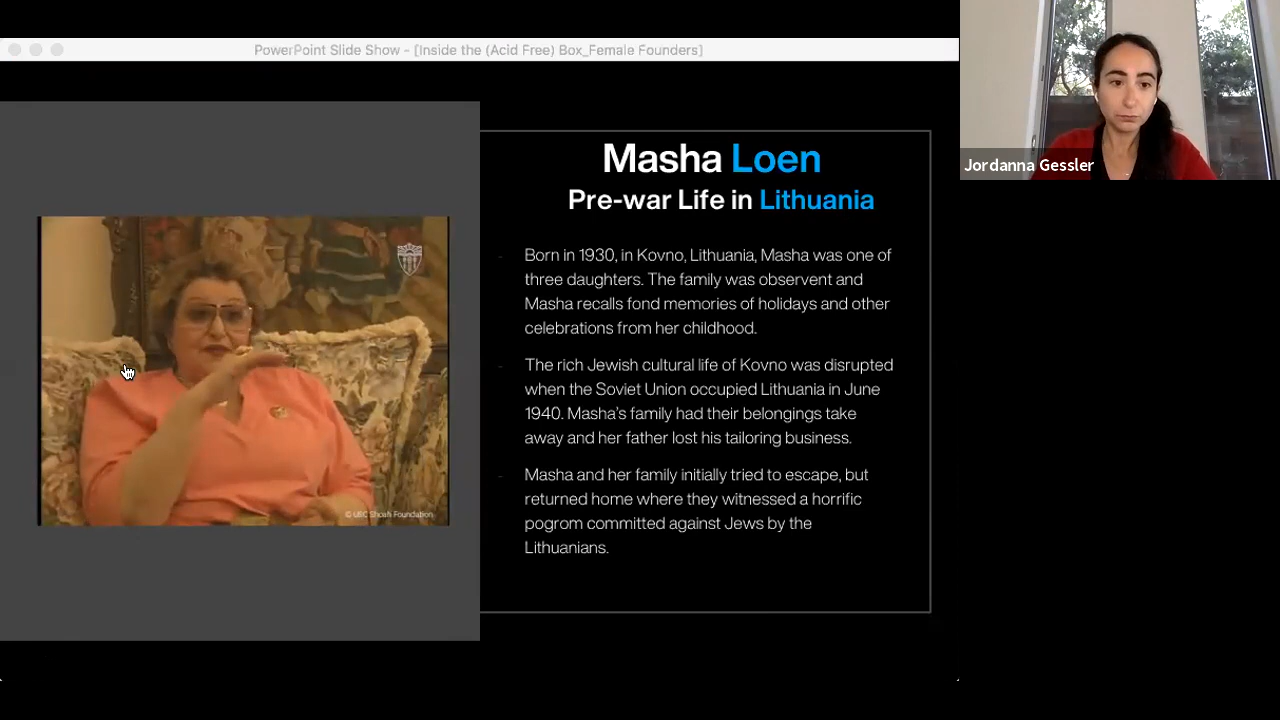 PowerPoint Slide Show - [Inside the (Acid Free) Box_Female Founders]
Jordanna Gessler
Masha Loen
Pre-war Life in Lithuania
- Born in 1930, in Kovno, Lithuania, Masha was one of
three daughters. The family was observent and
Masha recalls fond memories of holidays and other
celebrations from her childhood.
- The rich Jewish cultural life of Kovno was disrupted
when the Soviet Union occupied Lithuania in June
1940. Masha's family had their belongings take
away and her father lost his tailoring business.
- Masha and her family initially tried to escape, but
returned home where they witnessed a horrific
pogrom committed against Jews by the
Lithuanians.
© USC Shoah Foundation